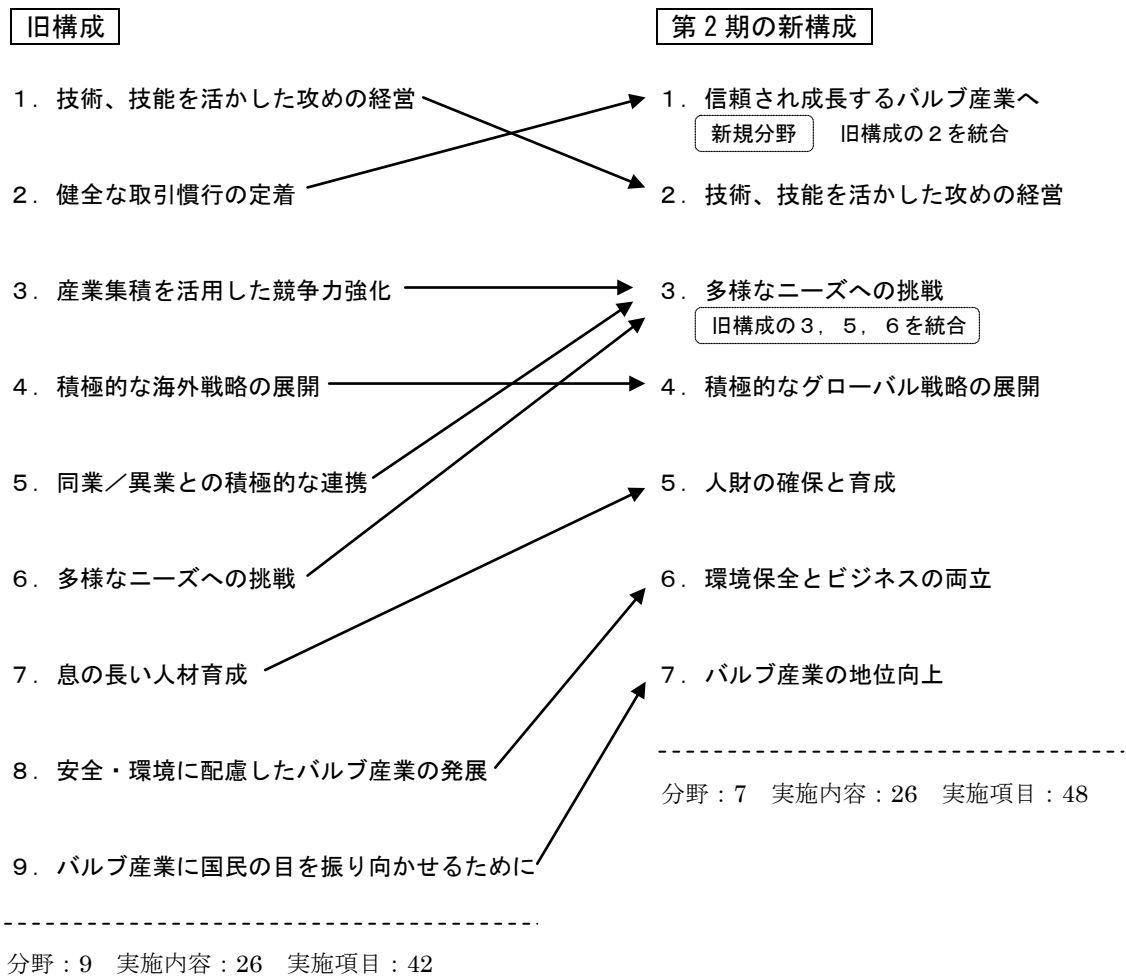 旧構成
1. 技術、技能を活かした攻めの経営
2. 健全な取引慣行の定着
3. 産業集積を活用した競争力強化
4. 積極的な海外戦略の展開
5. 同業/異業との積極的な連携
6. 多様なニーズへの挑戦
7. 息の長い人材育成
8. 安全・環境に配慮したバルブ産業の発展
9. バルブ産業に国民の目を振り向かせるために
分野:9 実施内容:26 実施項目:42
第2期の新構成
1. 信頼され成長するバルブ産業へ
新規分野 旧構成の2を統合
2. 技術、技能を活かした攻めの経営
3. 多様なニーズへの挑戦
旧構成の3, 5, 6を統合
4. 積極的なグローバル戦略の展開
5. 人財の確保と育成
6. 環境保全とビジネスの両立
7. バルブ産業の地位向上
分野:7 実施内容:26 実施項目:48